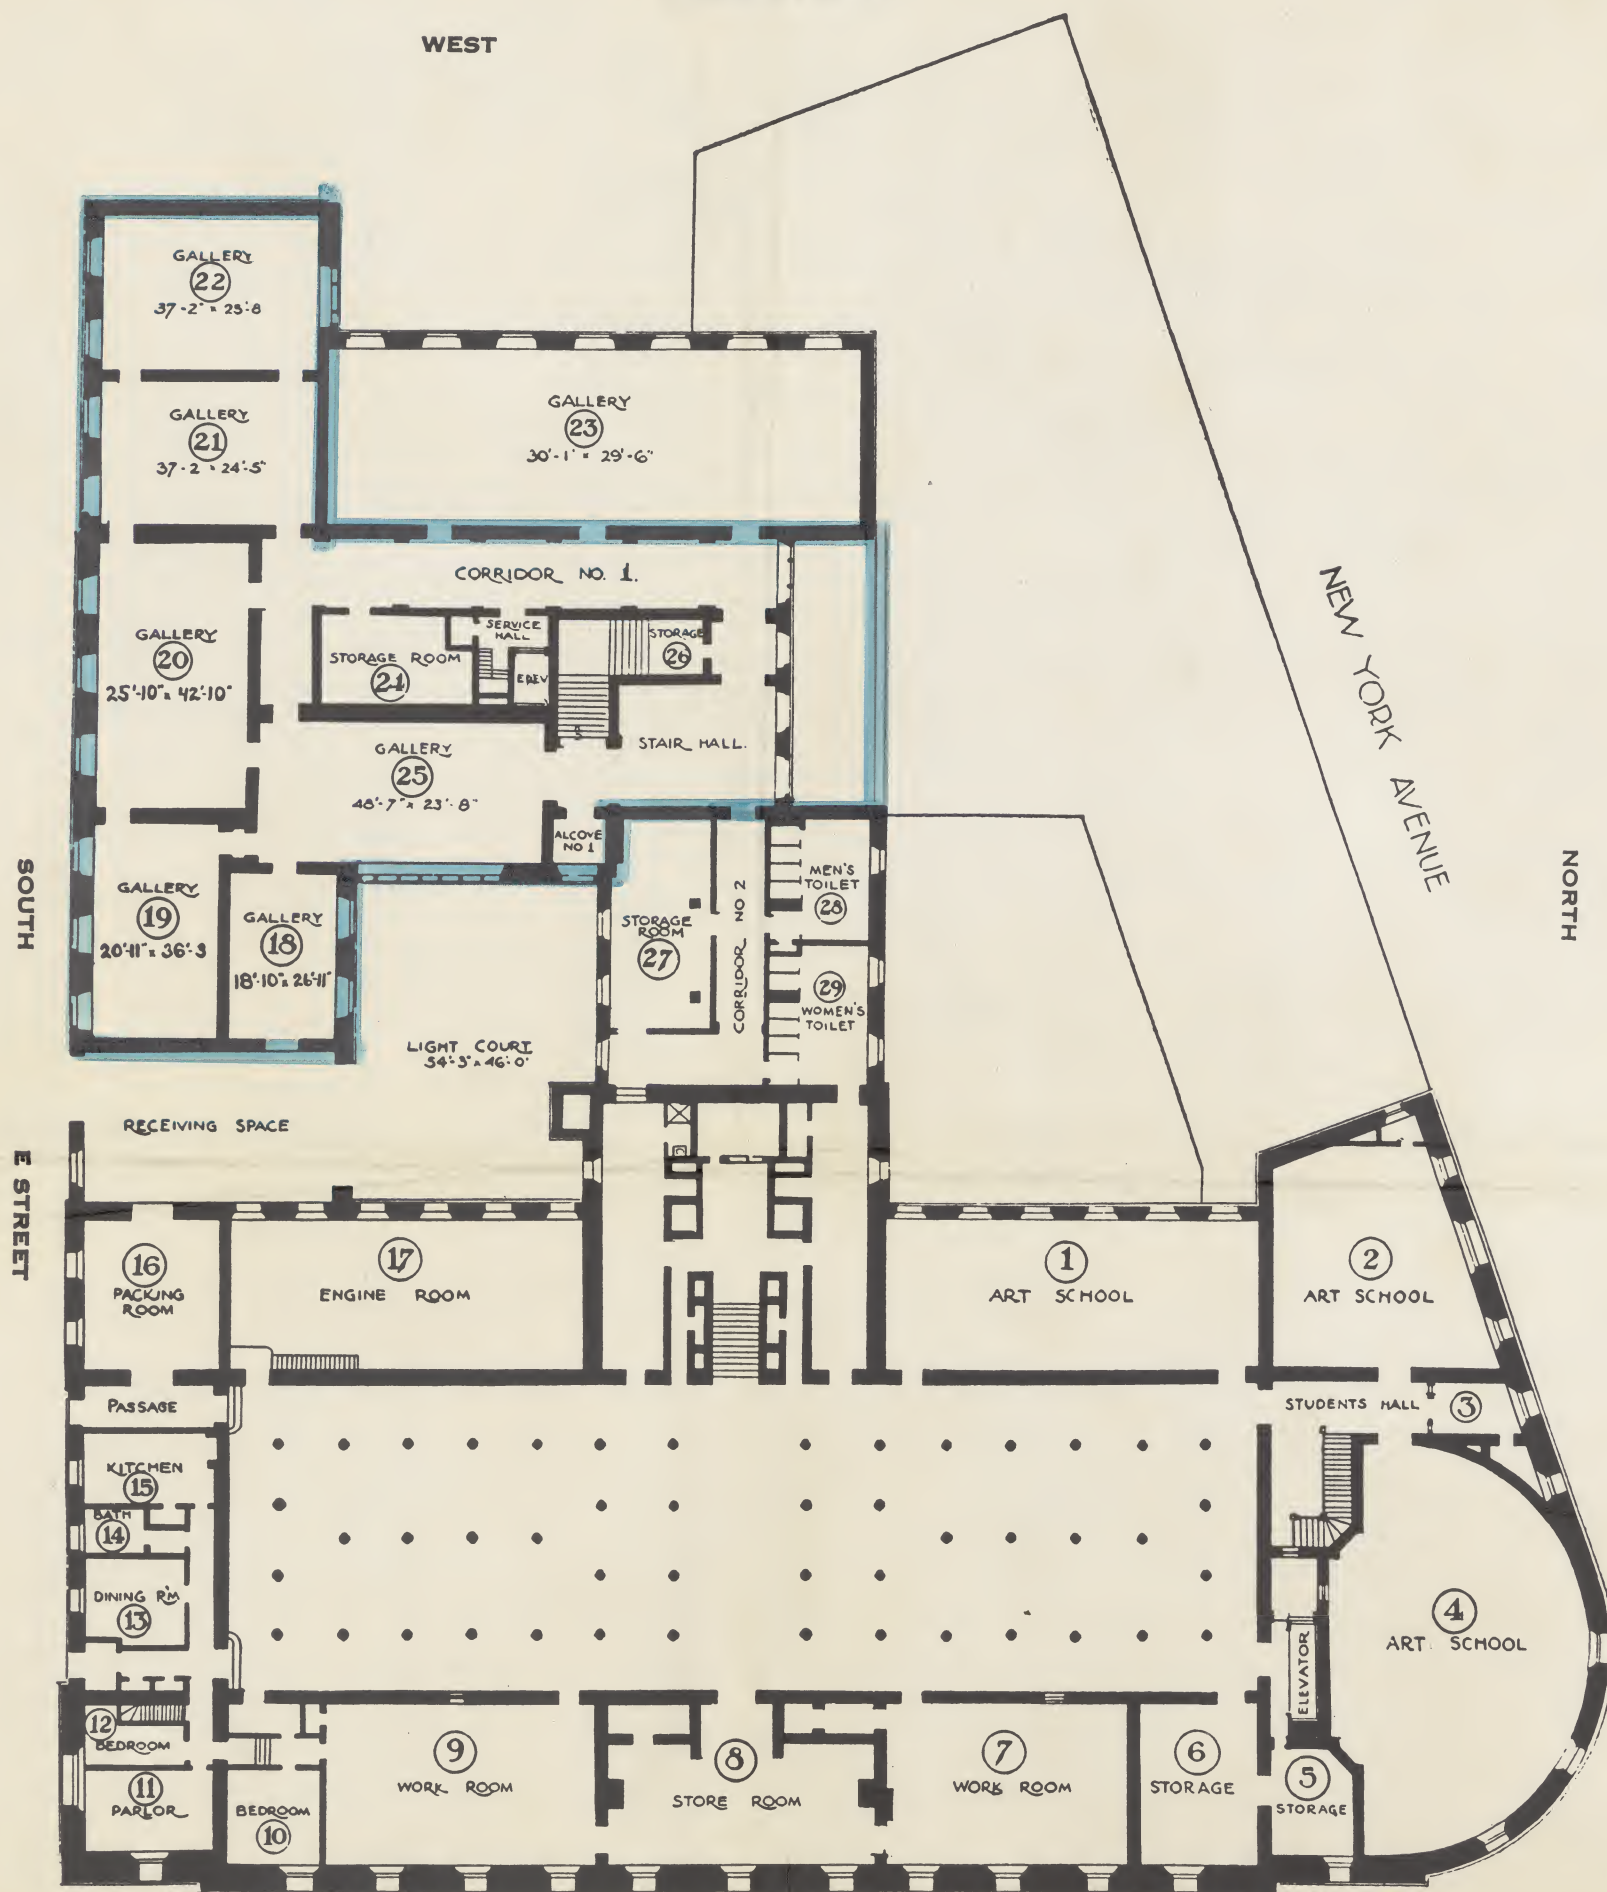 WEST
GALLERY
22
37-2" x 25'-8
GALLERY
21
37-2 x 24'-5"
GALLERY
23
30'-1" x 29'-6"
CORRIDOR NO. 1.
GALLERY
20
25'-10" x 42'-10"
STORAGE ROOM
24
SERVICE
HALL
ELEV
STORAGE
26
GALLERY
25
48'-7" x 23'-8"
STAIR HALL.
ALCOVE
NO 1
NEW YORK AVENUE
SOUTH
NORTH
GALLERY
19
20'-11" x 36'-3
GALLERY
18
18'-10" x 26'-11"
STORAGE
ROOM
27
CORRIDOR NO 2
MEN'S
TOILET
28
29
WOMEN'S
TOILET
LIGHT COURT
54'-3" x 46'-0"
RECEIVING SPACE
E STREET
16
PACKING
ROOM
17
ENGINE ROOM
1
ART SCHOOL
2
ART SCHOOL
PASSAGE
STUDENTS HALL
3
KITCHEN
15
BATH
14
DINING R'M
13
4
ART SCHOOL
ELEVATOR
12
BEDROOM
11
PARLOR
BEDROOM
10
9
WORK ROOM
8
STORE ROOM
7
WORK ROOM
6
STORAGE
5
STORAGE